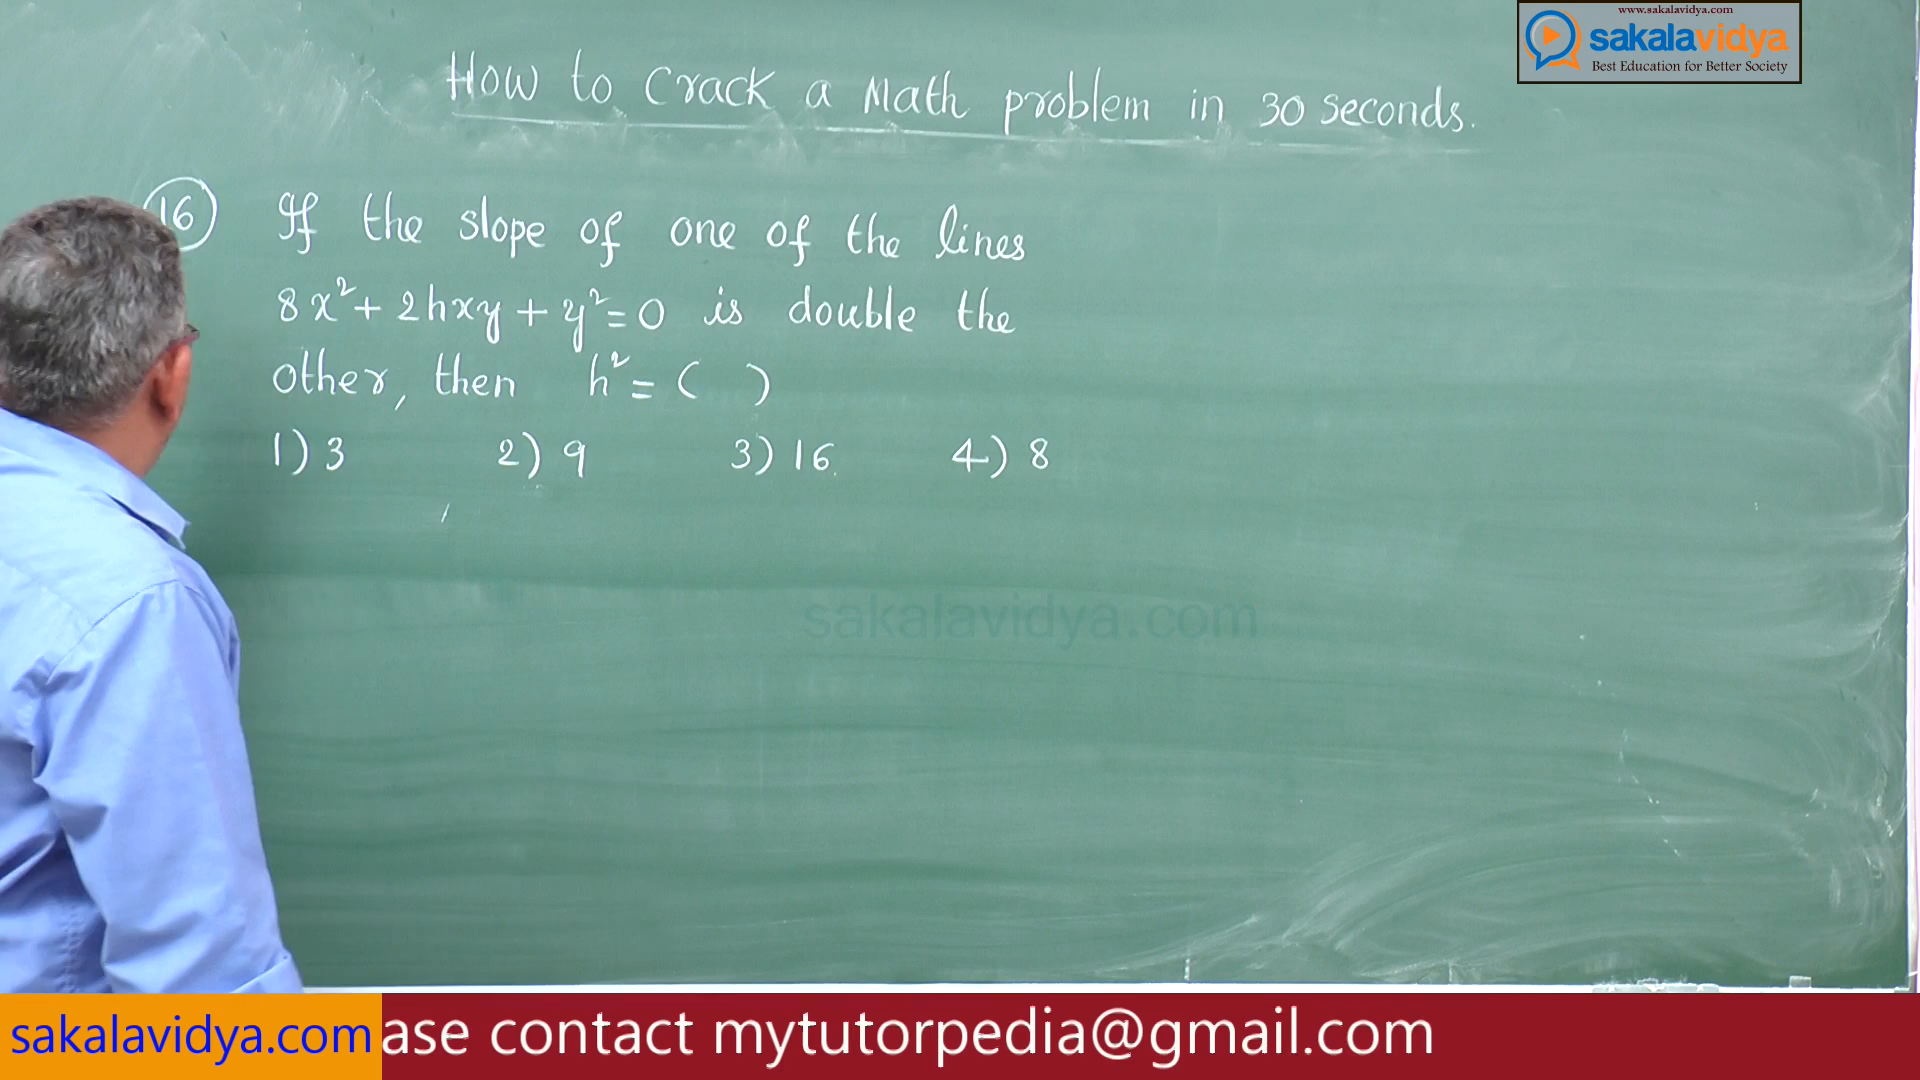 www.sakalavidya.com
sakalavidya
Best Education for Better Society
How to Crack a Math problem in 30 seconds.
16 If the slope of one of the lines
8x²+2hxy+y²=0 is double the
other, then h²=( )
1) 3 2) 9 3) 16 4) 8
sakalavidya.com
sakalavidya.com ase contact mytutorpedia@gmail.com